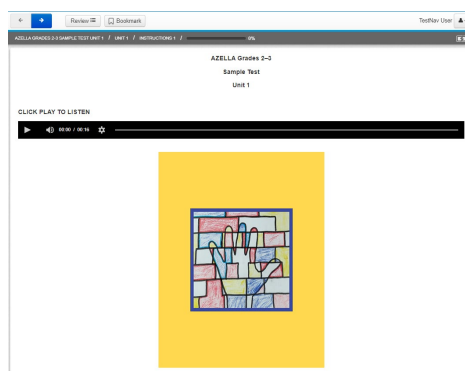 Review Bookmark TestNav User
AZELLA GRADES 2-3 SAMPLE TEST UNIT 1 / UNIT 1 / INSTRUCTIONS 1 / 0%
AZELLA Grades 2–3
Sample Test
Unit 1
CLICK PLAY TO LISTEN
00:00 / 00:16